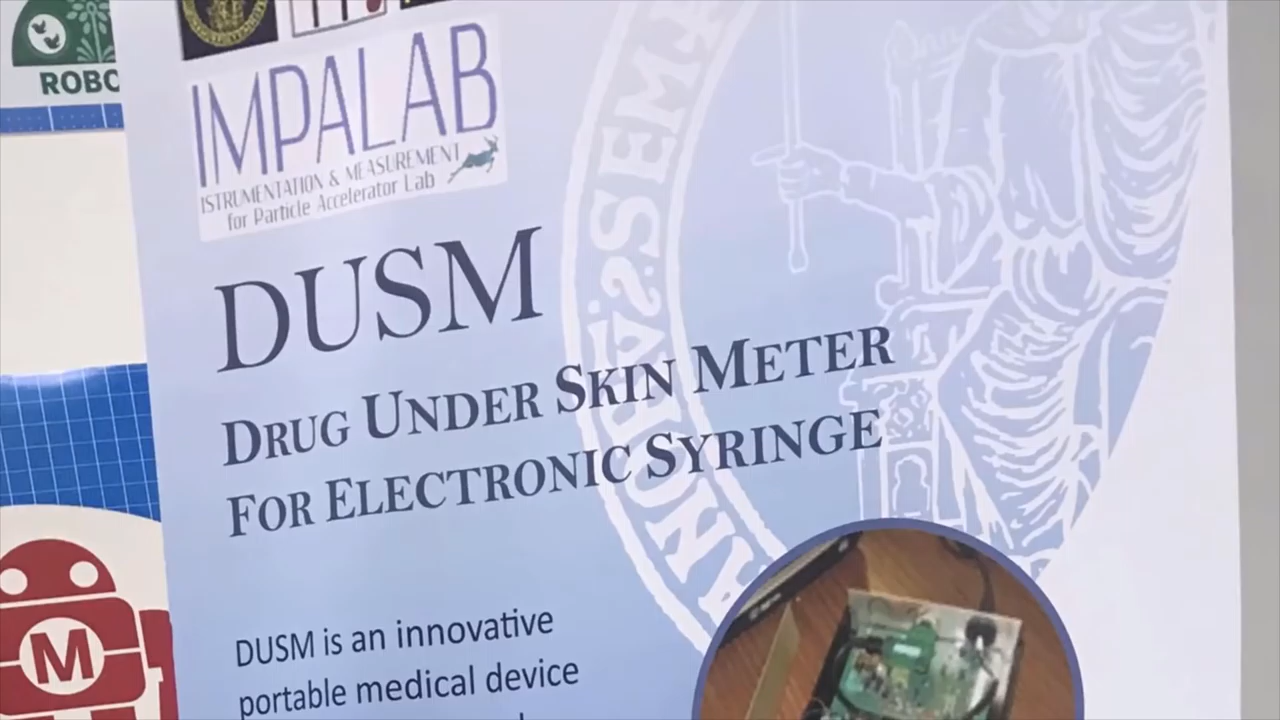 ROBO
IMPALAB
ISTRUMENTATION & MEASUREMENT
for Particle Accelerator Lab
DUSM
DRUG UNDER SKIN METER
FOR ELECTRONIC SYRINGE
DUSM is an innovative
portable medical device
M